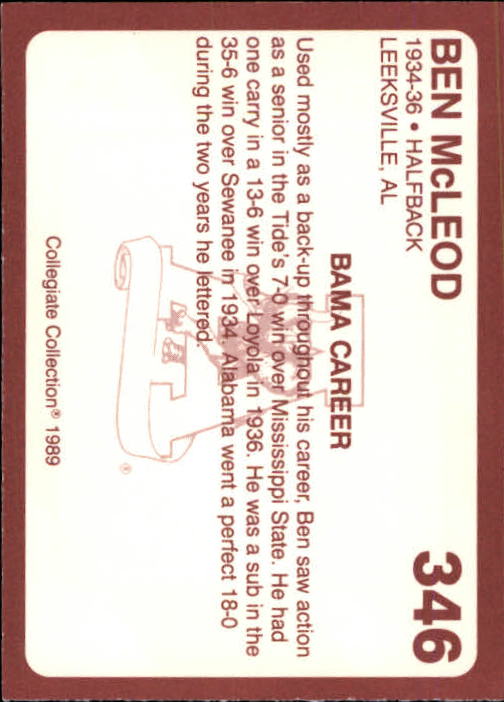 BEN McLEOD
346
1934-36 • HALFBACK
LEEKSVILLE, AL
BAMA CAREER
Used mostly as a back-up throughout his career, Ben saw action
as a senior in the Tide's 7-0 win over Mississippi State. He had
one carry in a 13-6 win over Loyola in 1936. He was a sub in the
35-6 win over Sewanee in 1934. Alabama went a perfect 18-0
during the two years he lettered.
Collegiate Collection® 1989
®